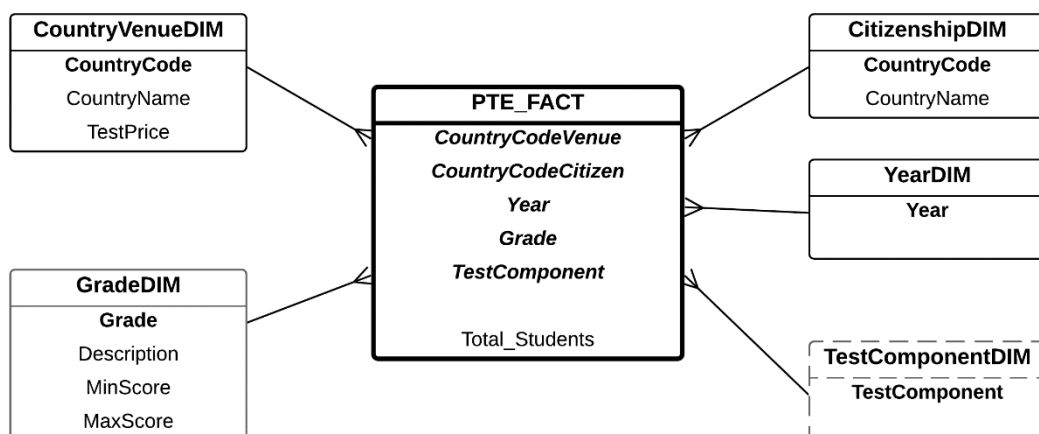 CountryVenueDIM
CountryCode
CountryName
TestPrice
GradeDIM
Grade
Description
MinScore
MaxScore
PTE_FACT
CountryCodeVenue
CountryCodeCitizen
Year
Grade
TestComponent
Total_Students
CitizenshipDIM
CountryCode
CountryName
YearDIM
Year
TestComponentDIM
TestComponent